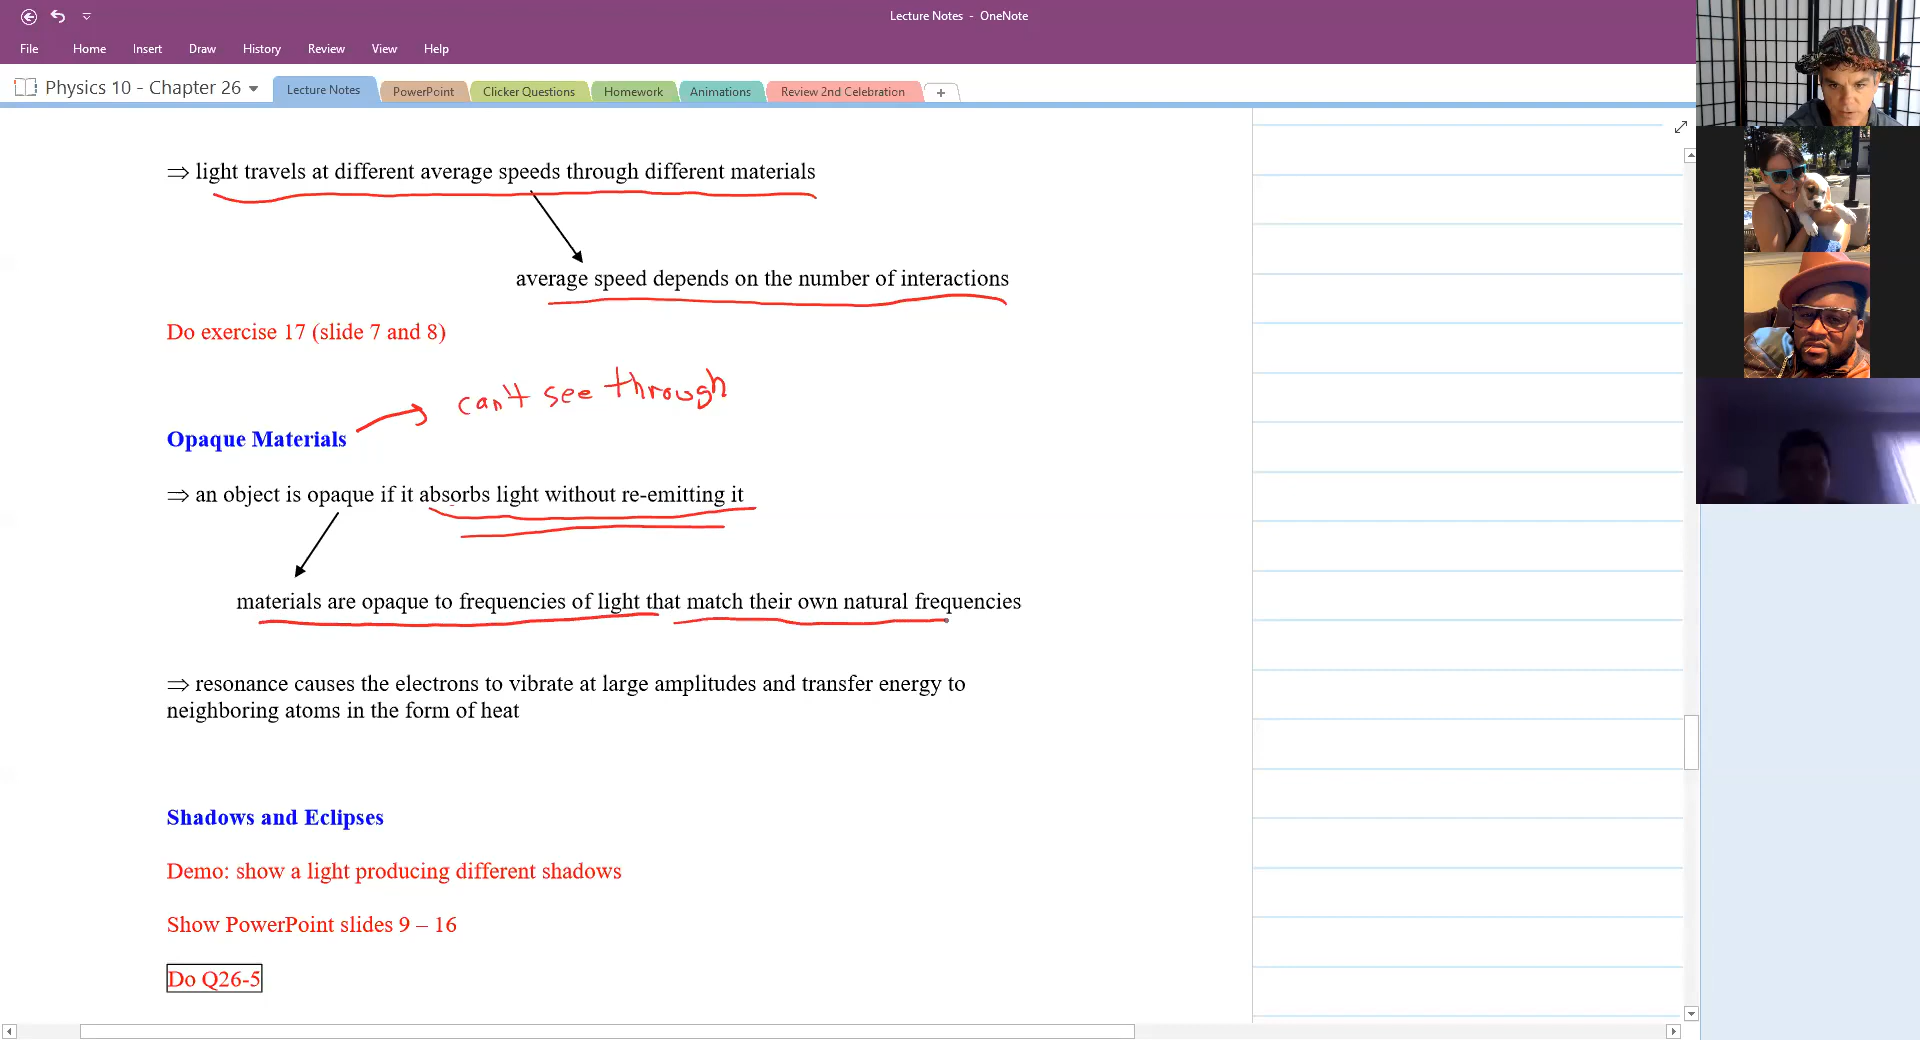 Lecture Notes - OneNote
File Home Insert Draw History Review View Help
Physics 10 - Chapter 26 Lecture Notes PowerPoint Clicker Questions Homework Animations Review 2nd Celebration +
⇒ light travels at different average speeds through different materials
average speed depends on the number of interactions
Do exercise 17 (slide 7 and 8)
can't see through
Opaque Materials
⇒ an object is opaque if it absorbs light without re-emitting it
materials are opaque to frequencies of light that match their own natural frequencies
⇒ resonance causes the electrons to vibrate at large amplitudes and transfer energy to
neighboring atoms in the form of heat
Shadows and Eclipses
Demo: show a light producing different shadows
Show PowerPoint slides 9 – 16
Do Q26-5